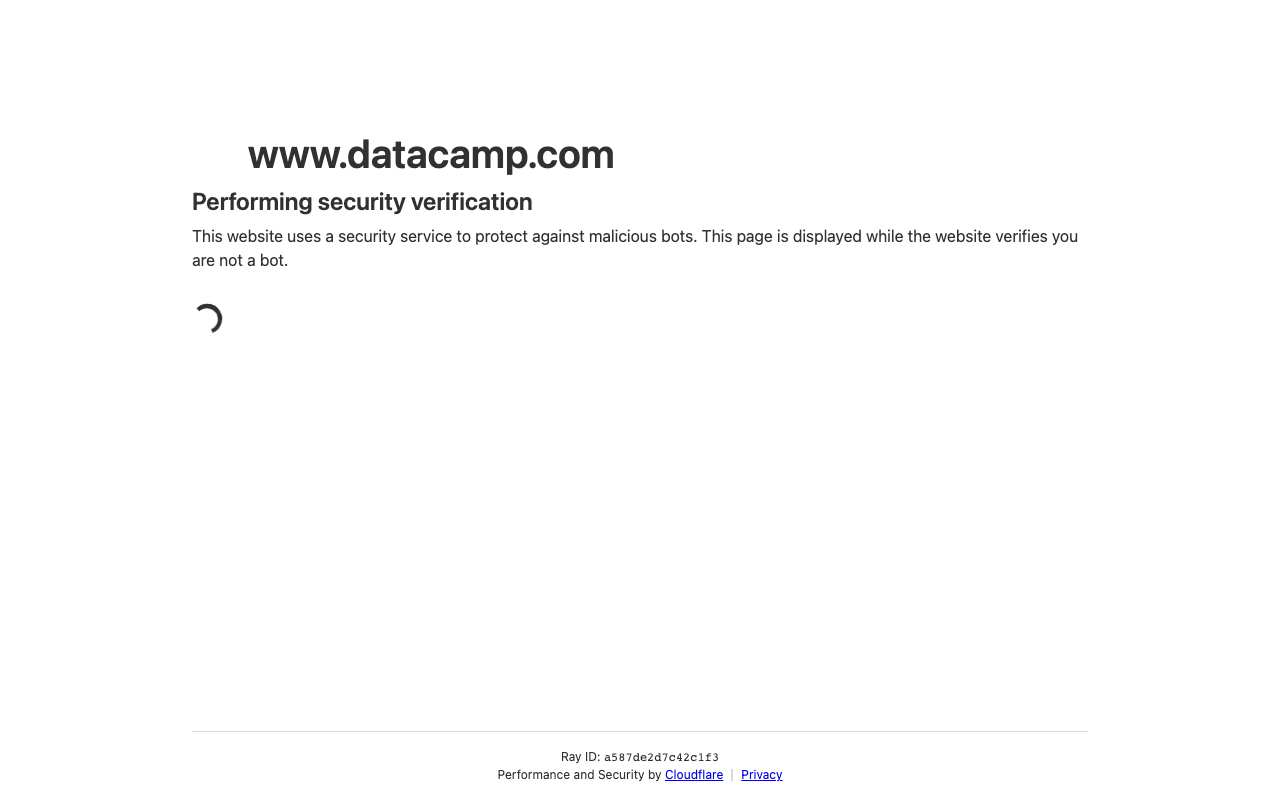 www.datacamp.com
Performing security verification
This website uses a security service to protect against malicious bots. This page is displayed while the website verifies you
are not a bot.
Ray ID: a587de2d7c42c1f3
Performance and Security by Cloudflare | Privacy